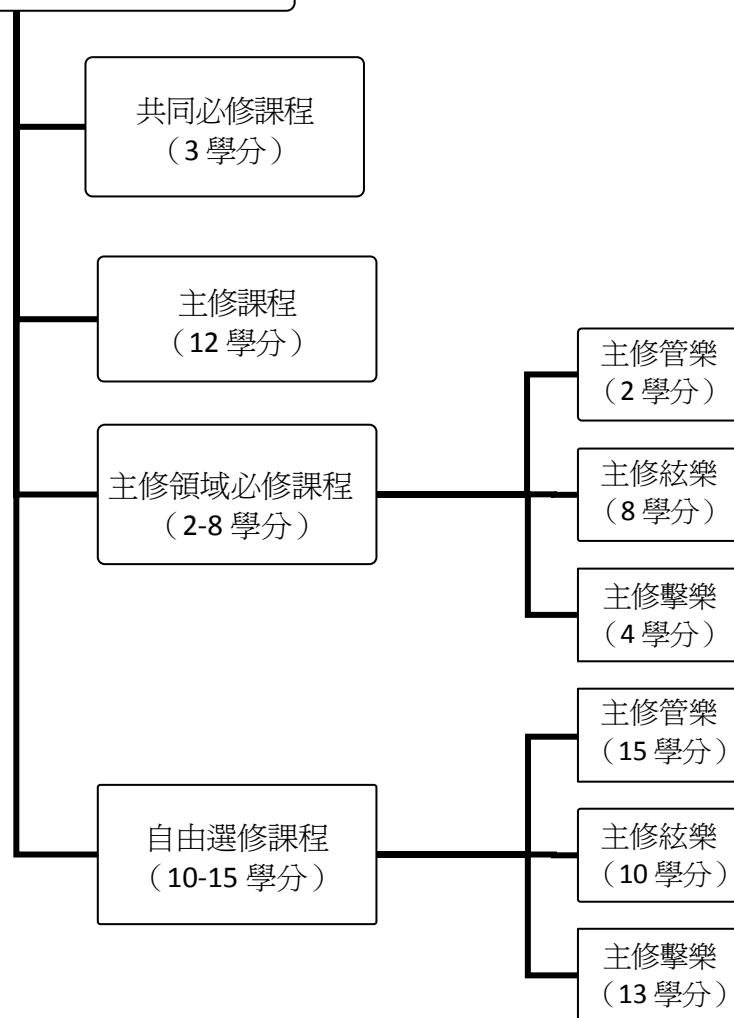 共同必修課程
（3 學分）
主修課程
（12 學分）
主修領域必修課程
（2-8 學分）
主修管樂
（2 學分）
主修絃樂
（8 學分）
主修擊樂
（4 學分）
自由選修課程
（10-15 學分）
主修管樂
（15 學分）
主修絃樂
（10 學分）
主修擊樂
（13 學分）